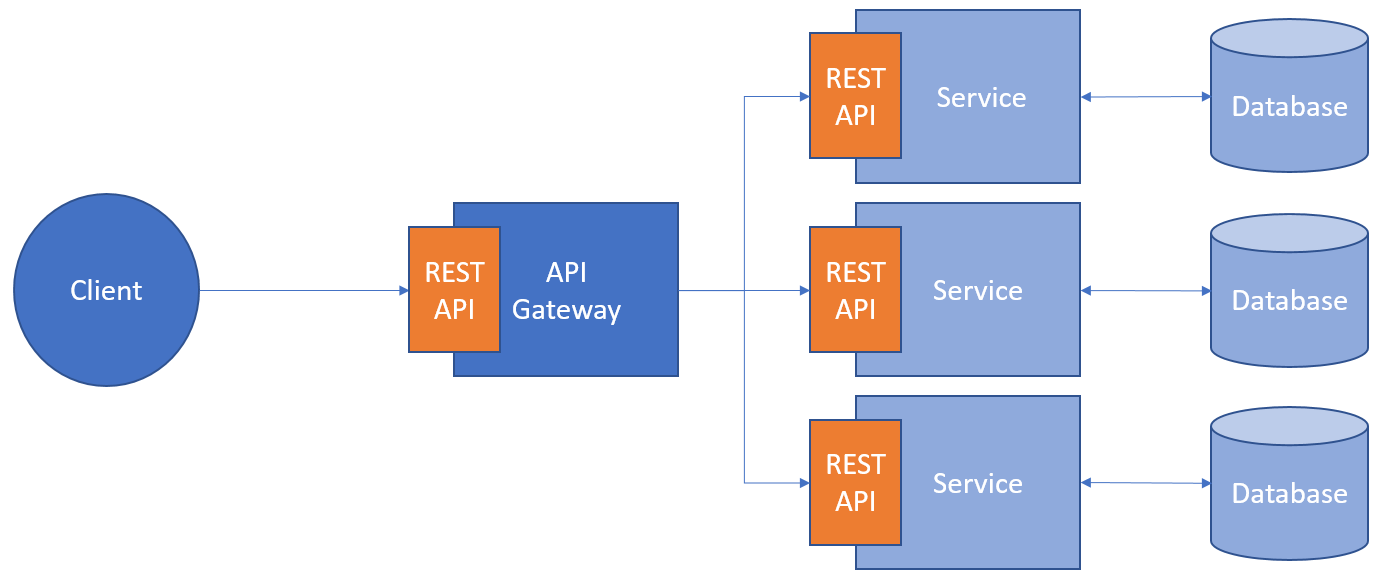 Client
REST
API
API
Gateway
REST
API
Service
Database
REST
API
Service
Database
REST
API
Service
Database